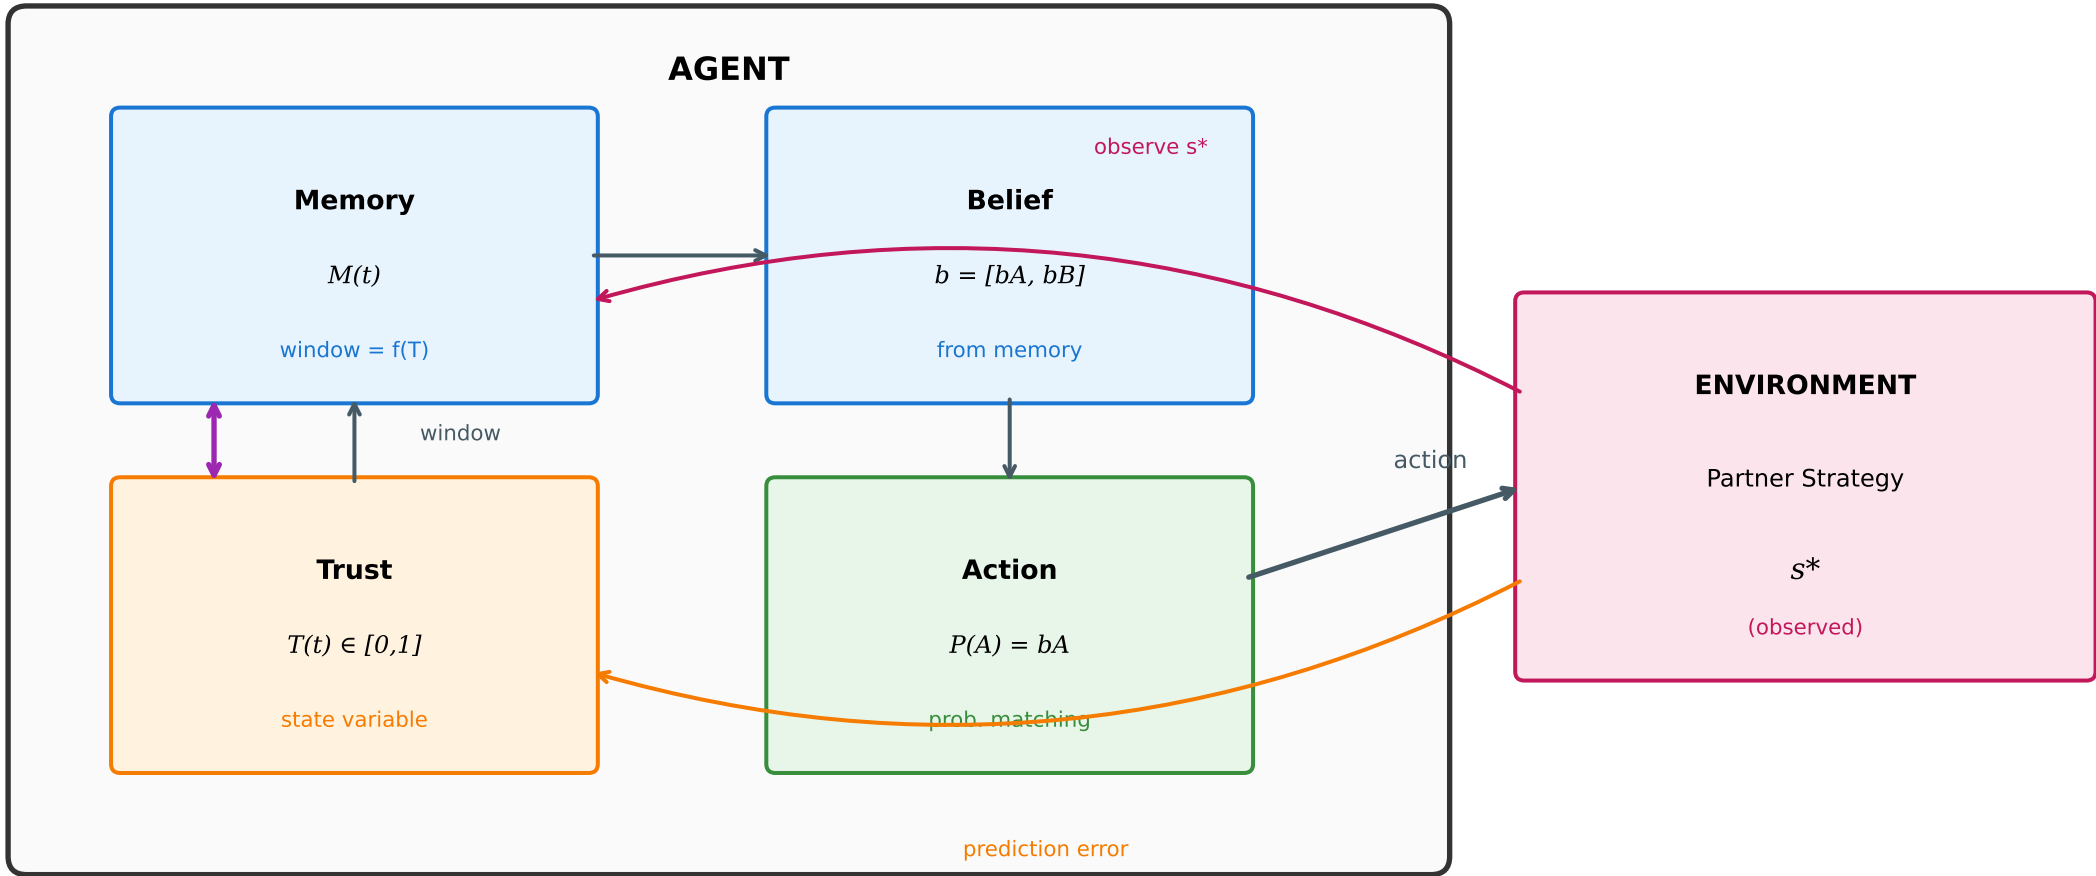 AGENT
Memory
M(t)
window = f(T)
observe s*
Belief
b = [bA, bB]
from memory
window
Trust
T(t) ∈ [0,1]
state variable
Action
P(A) = bA
prob. matching
action
ENVIRONMENT
Partner Strategy
s*
(observed)
prediction error